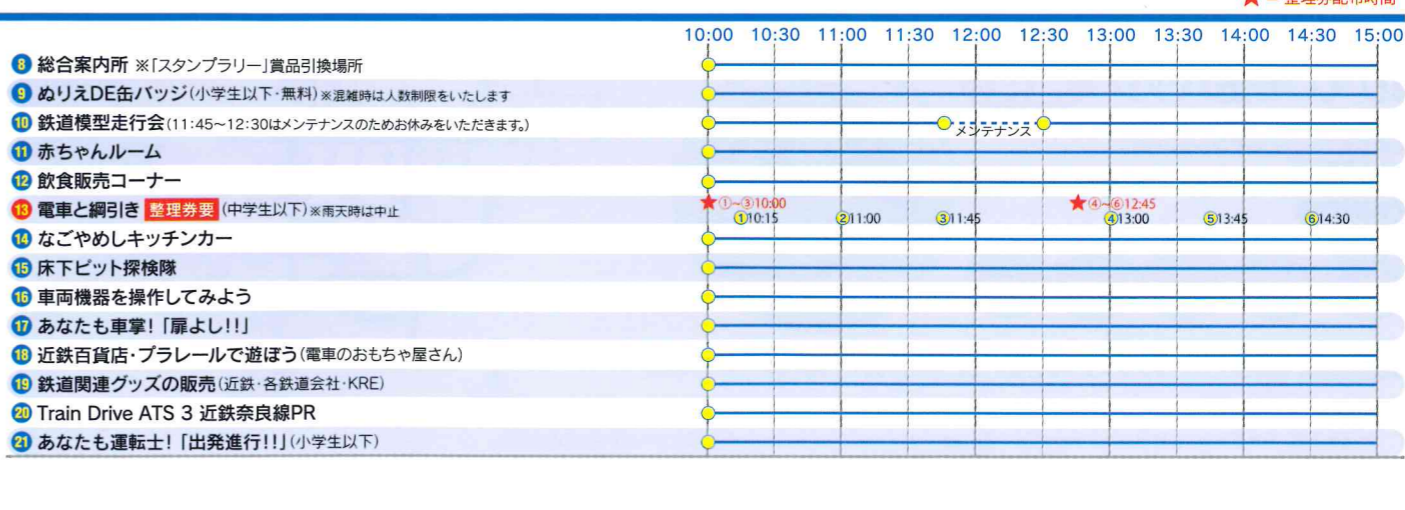 ★ 整理券配布時間
10:00 10:30 11:00 11:30 12:00 12:30 13:00 13:30 14:00 14:30 15:00
8 総合案内所 ※「スタンプラリー」賞品引換場所
9 ぬりえDE缶バッジ(小学生以下・無料)※混雑時は人数制限をいたします
10 鉄道模型走行会(11:45~12:30はメンテナンスのためお休みをいただきます。) メンテナンス
11 赤ちゃんルーム
12 飲食販売コーナー
13 電車と綱引き 整理券要 (中学生以下)※雨天時は中止 ★①~③10:00 ★④~⑥12:45
①10:15 ②11:00 ③11:45 ④13:00 ⑤13:45 ⑥14:30
14 なごやめしキッチンカー
15 床下ピット探検隊
16 車両機器を操作してみよう
17 あなたも車掌!「扉よし!!」
18 近鉄百貨店・プラレールで遊ぼう(電車のおもちゃ屋さん)
19 鉄道関連グッズの販売(近鉄・各鉄道会社・KRE)
20 Train Drive ATS 3 近鉄奈良線PR
21 あなたも運転士!「出発進行!!」(小学生以下)